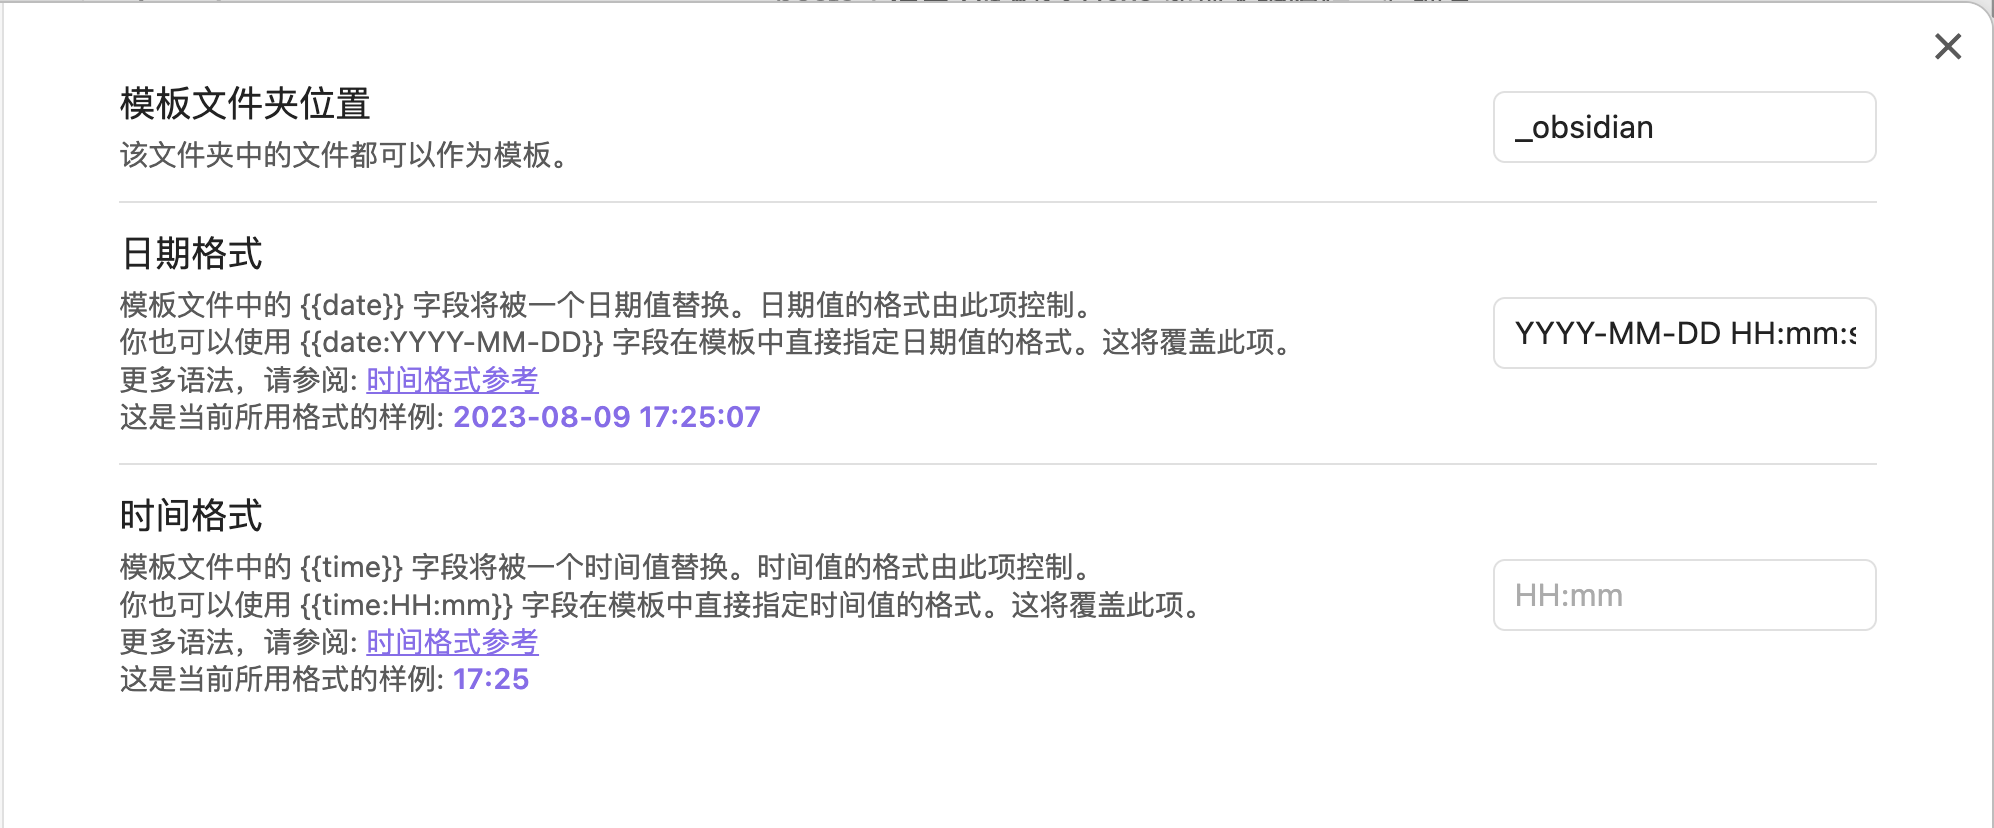 模板文件夹位置
该文件夹中的文件都可以作为模板。
_obsidian
日期格式
模板文件中的 {{date}} 字段将被一个日期值替换。日期值的格式由此项控制。
你也可以使用 {{date:YYYY-MM-DD}} 字段在模板中直接指定日期值的格式。这将覆盖此项。
更多语法，请参阅: 时间格式参考
这是当前所用格式的样例: 2023-08-09 17:25:07
YYYY-MM-DD HH:mm:s
时间格式
模板文件中的 {{time}} 字段将被一个时间值替换。时间值的格式由此项控制。
你也可以使用 {{time:HH:mm}} 字段在模板中直接指定时间值的格式。这将覆盖此项。
更多语法，请参阅: 时间格式参考
这是当前所用格式的样例: 17:25
HH:mm